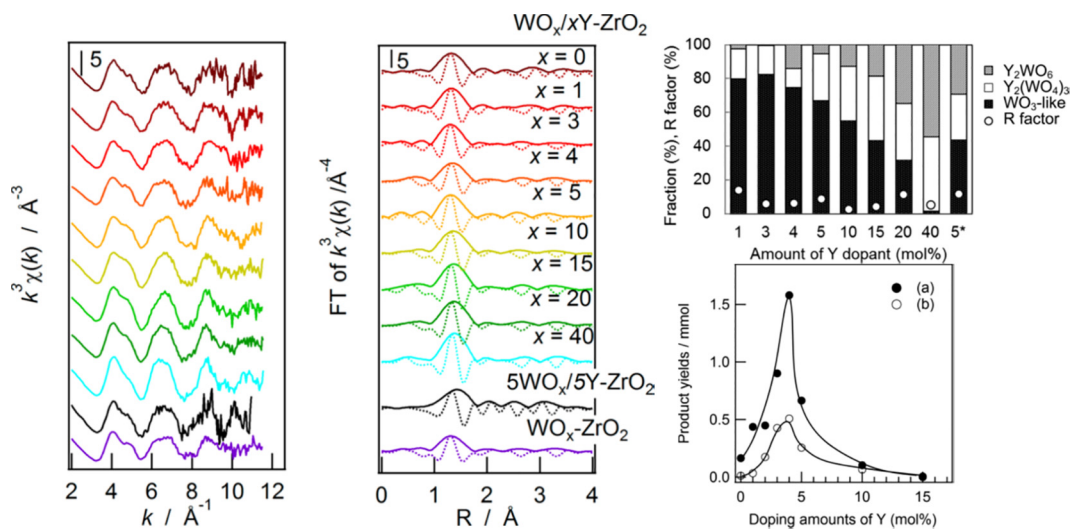 5
k³χ(k) / Å⁻³
2 4 6 8 10 12
k / Å⁻¹
WOₓ/xY-ZrO₂
5
x = 0
x = 1
x = 3
x = 4
x = 5
x = 10
x = 15
x = 20
x = 40
5WOₓ/5Y-ZrO₂
WOₓ-ZrO₂
FT of k³χ(k) /Å⁻⁴
0 1 2 3 4
R / Å
100
80
60
40
20
0
Fraction (%), R factor (%)
Y₂WO₆
Y₂(WO₄)₃
WO₃-like
R factor
1 3 4 5 10 15 20 40 5*
Amount of Y dopant (mol%)
(a)
(b)
1.5
1.0
0.5
0.0
Product yields / mmol
0 5 10 15
Doping amounts of Y (mol%)